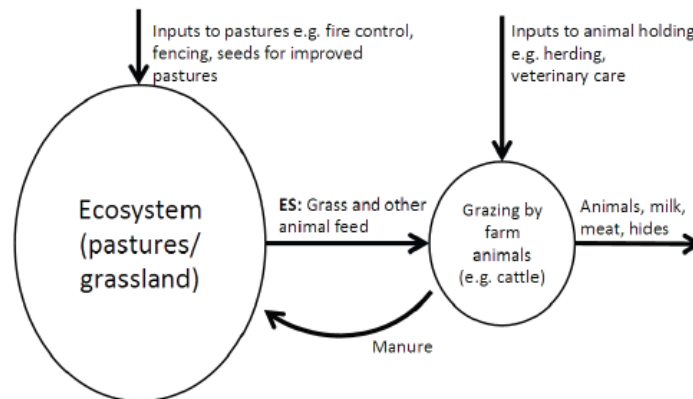 Inputs to pastures e.g. fire control,
fencing, seeds for improved
pastures
Inputs to animal holding
e.g. herding,
veterinary care
Ecosystem
(pastures/
grassland)
ES: Grass and other
animal feed
Grazing by
farm
animals
(e.g. cattle)
Animals, milk,
meat, hides
Manure